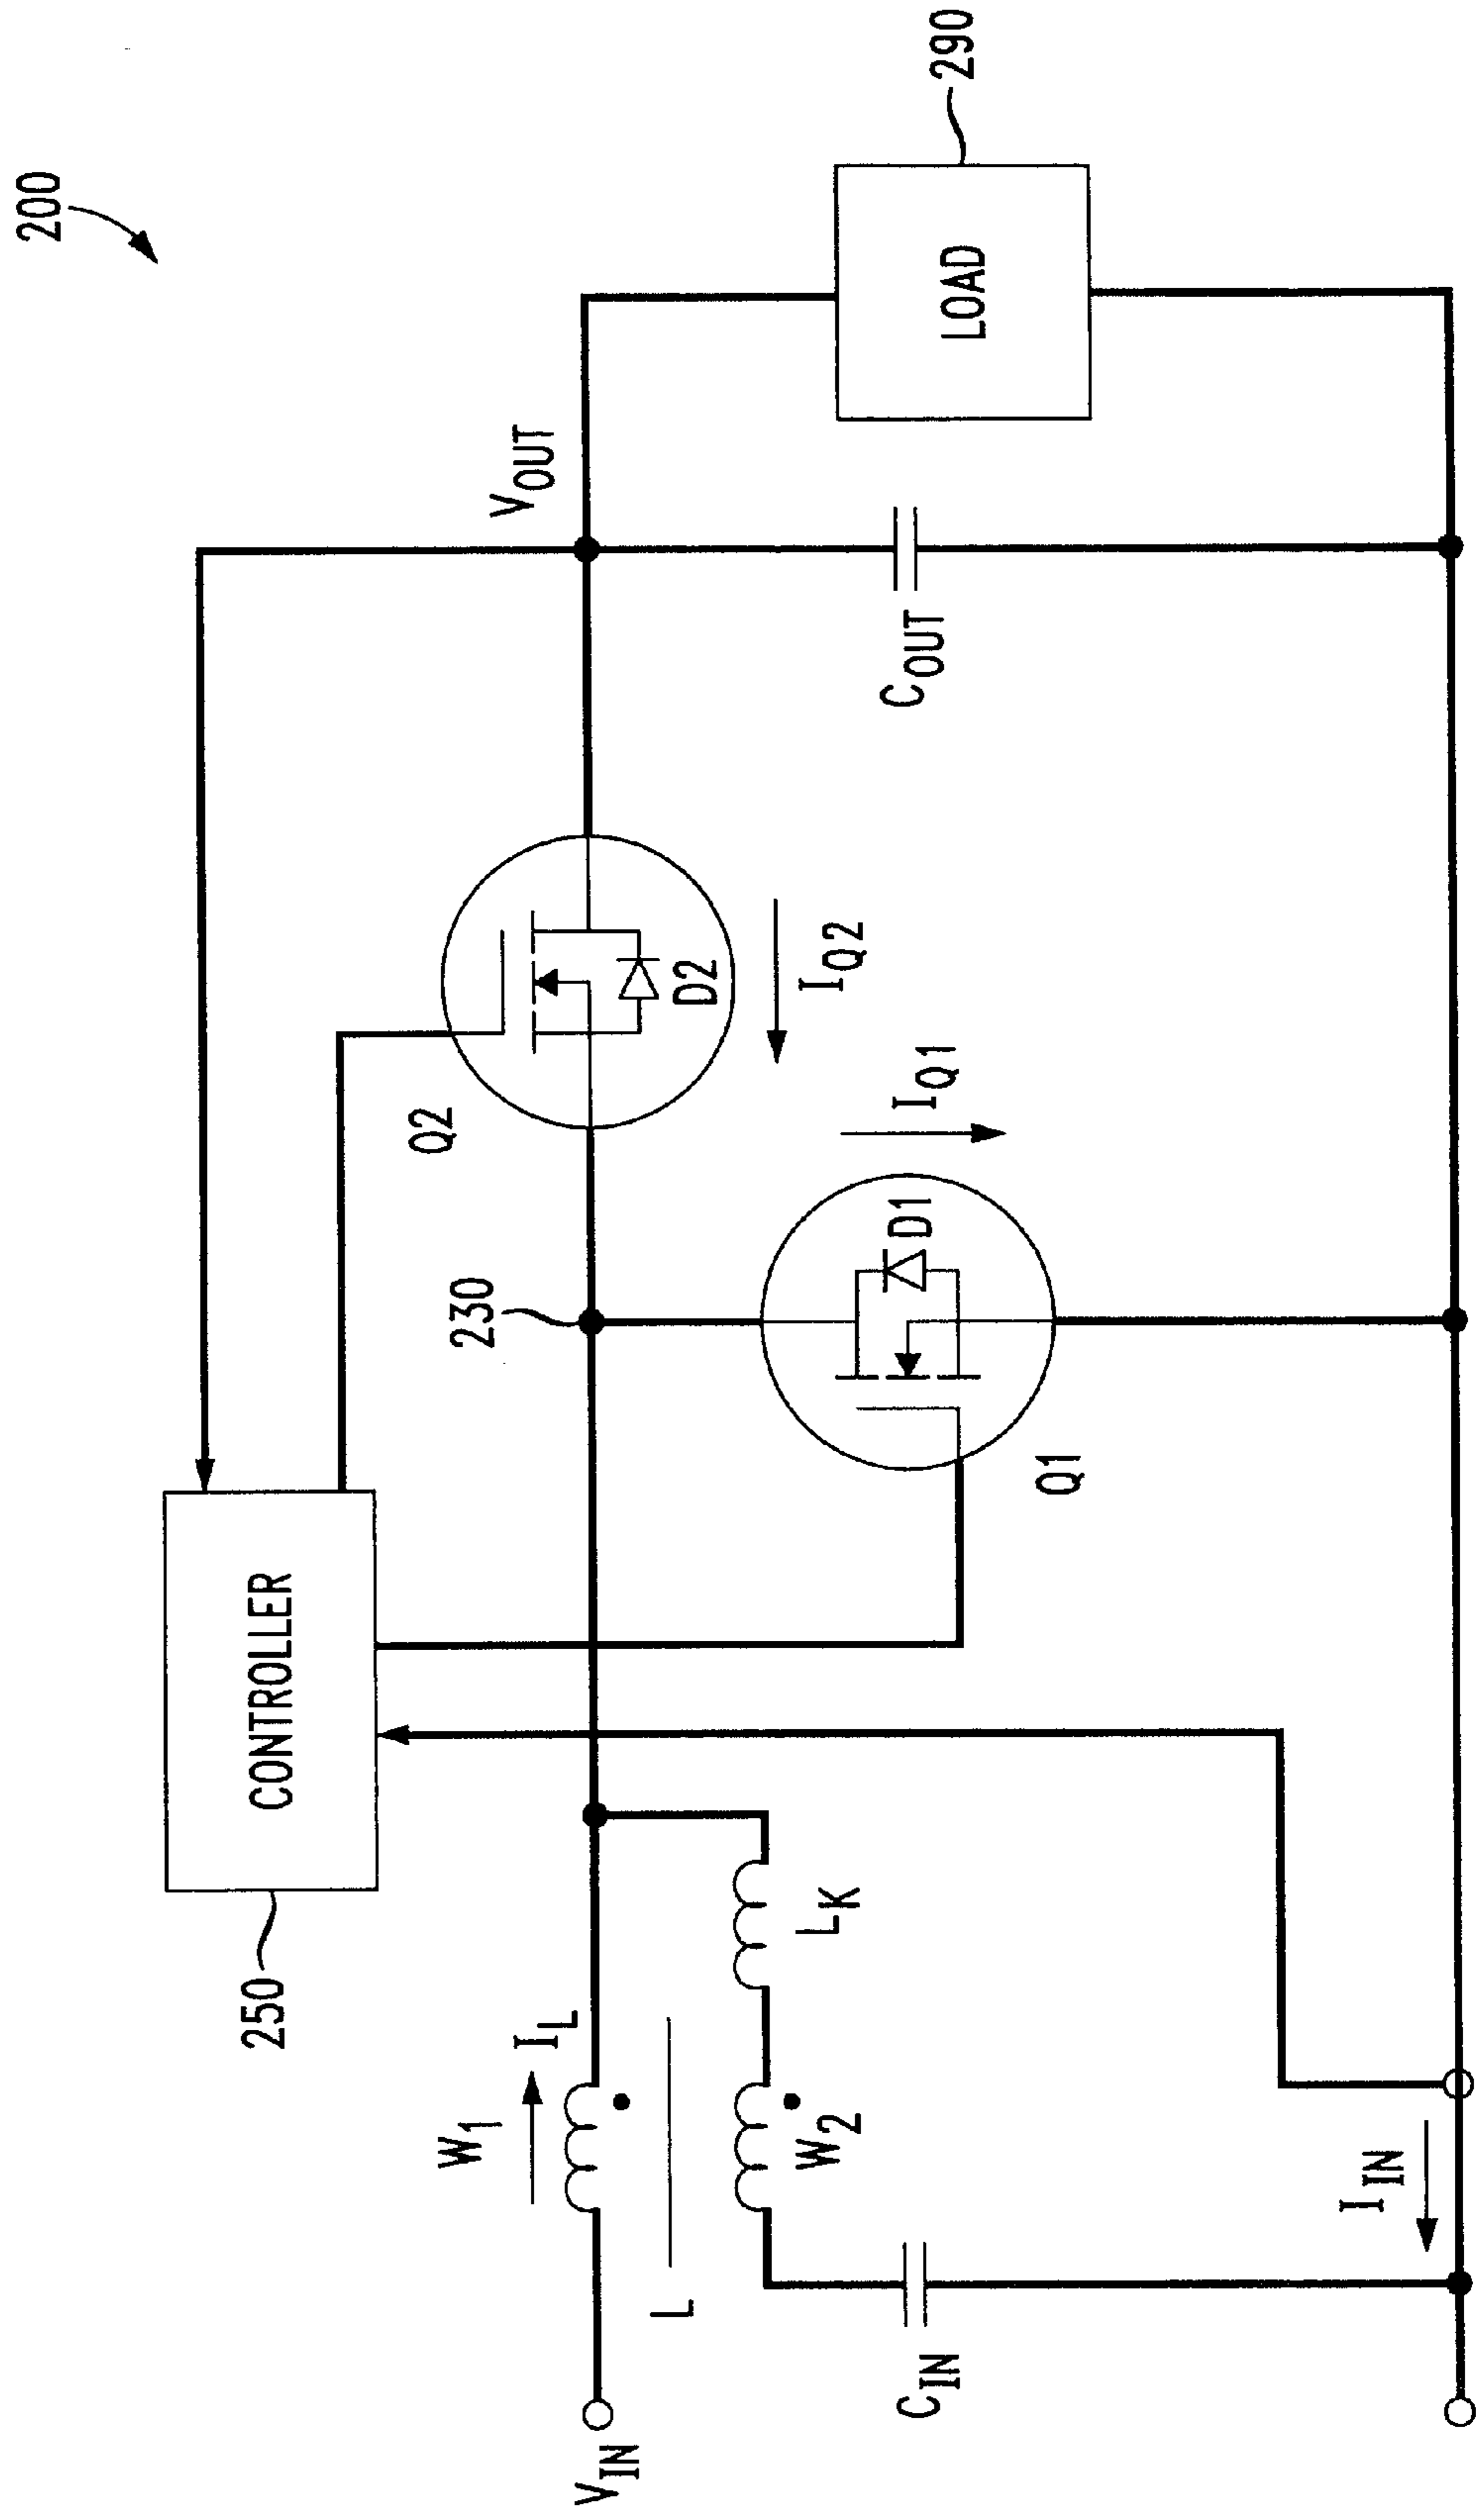 200
290
LOAD
VOUT
COUT
Q2
D2
IQ2
IQ1
D1
Q1
230
CONTROLLER
250
W1
IL
LK
W2
L
CIN
IIN
VIN